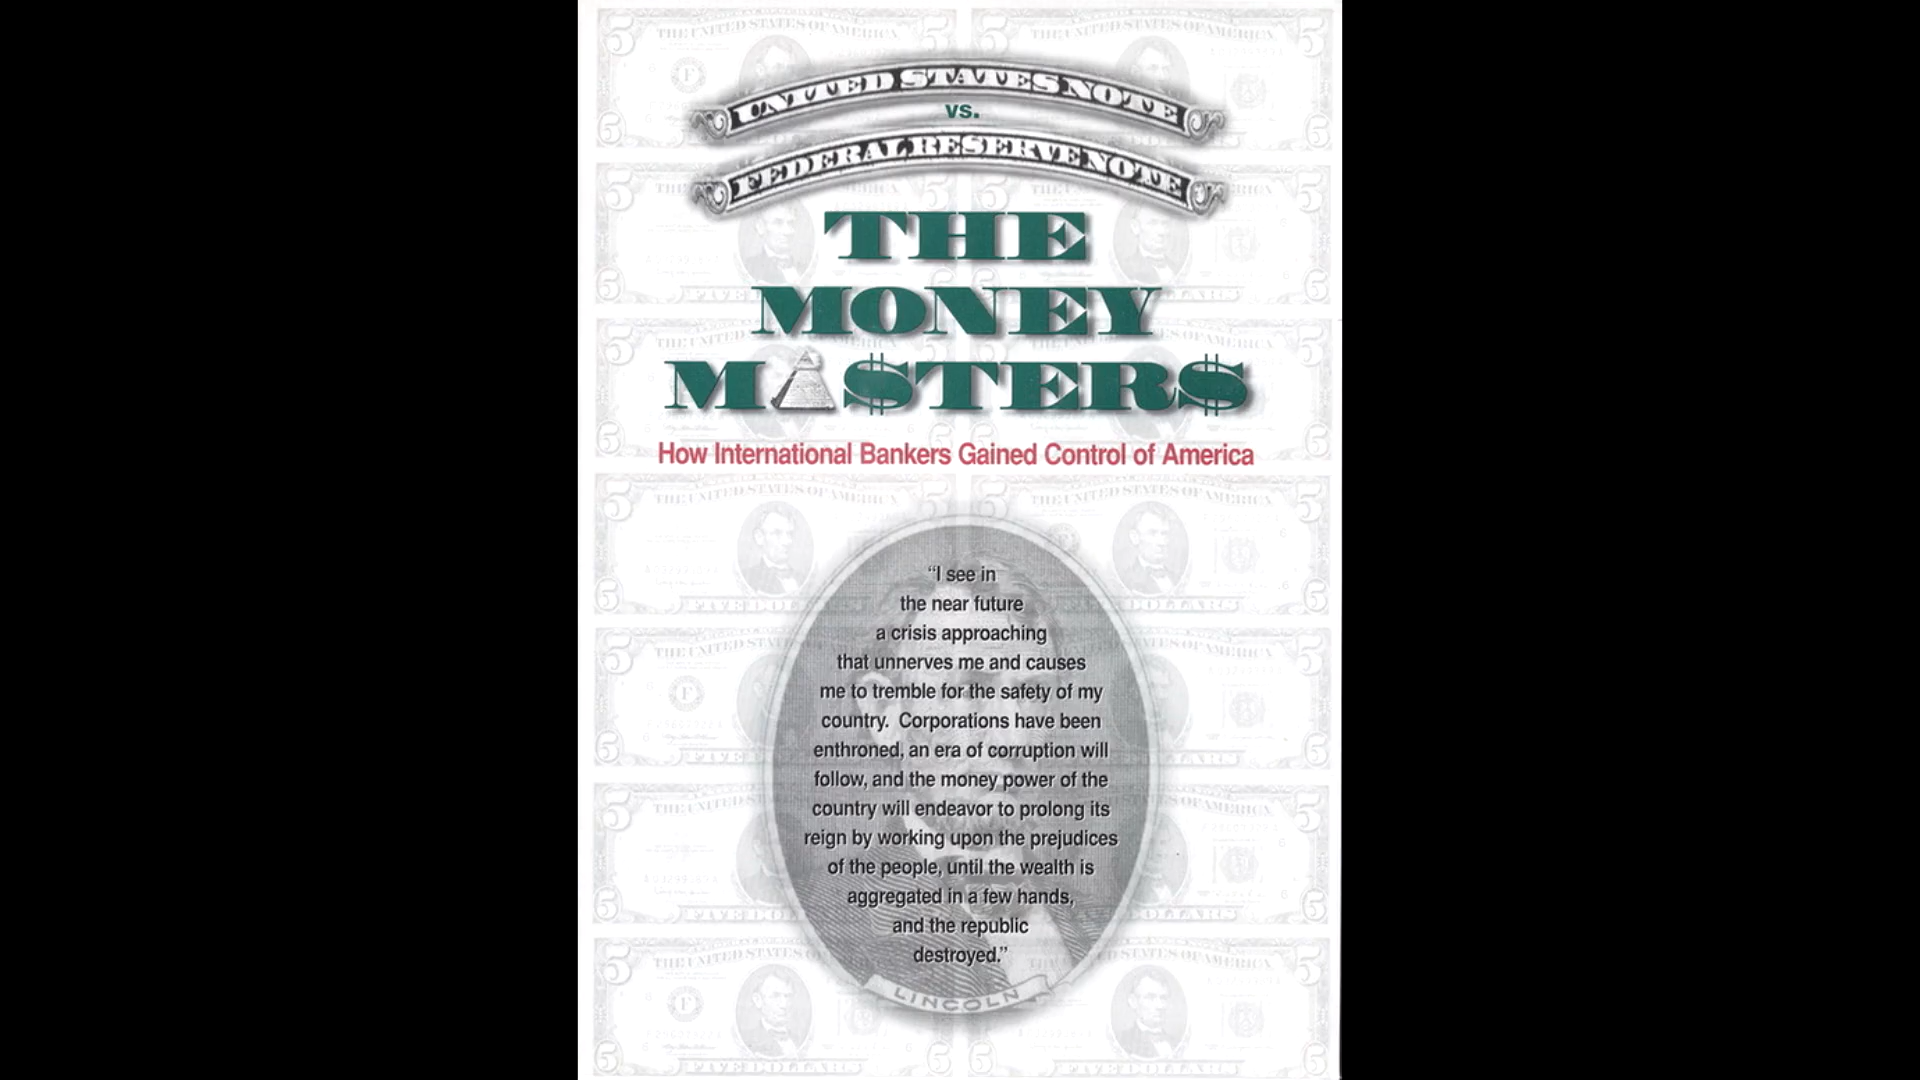 UNITED STATES NOTE
vs.
FEDERAL RESERVE NOTE
THE
MONEY
MASTERS
How International Bankers Gained Control of America
“I see in
the near future
a crisis approaching
that unnerves me and causes
me to tremble for the safety of my
country. Corporations have been
enthroned, an era of corruption will
follow, and the money power of the
country will endeavor to prolong its
reign by working upon the prejudices
of the people, until the wealth is
aggregated in a few hands,
and the republic
destroyed.”
LINCOLN